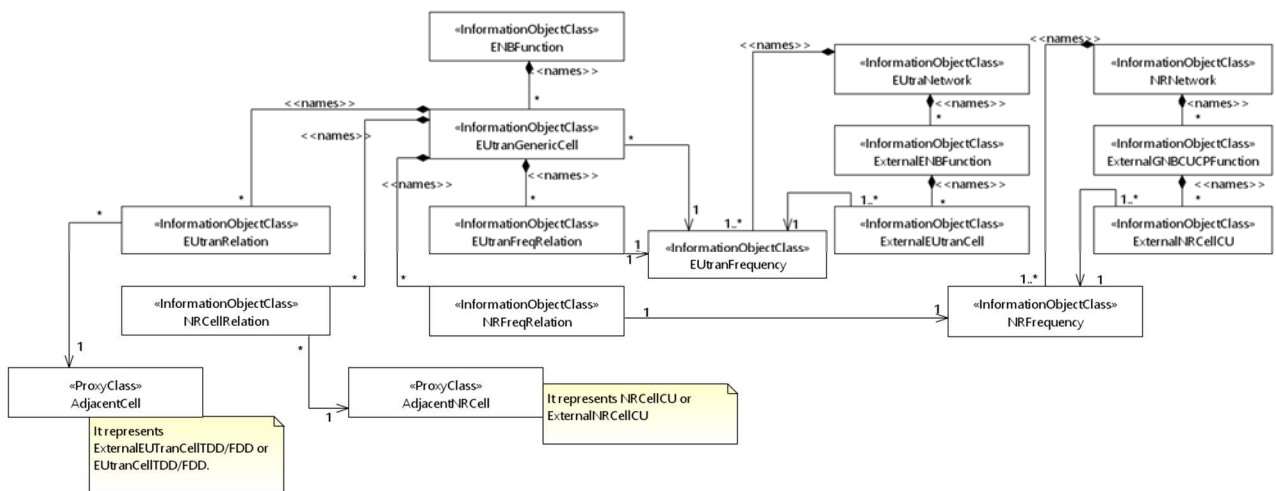 «InformationObjectClass»
ENBFunction
<<names>>
*
<<names>>
«InformationObjectClass»
EUtraNetwork
<<names>>
*
<<names>>
«InformationObjectClass»
NRNetwork
<<names>>
*
<<names>>
<<names>>
«InformationObjectClass»
EUtranGenericCell
*
<<names>>
*
<<names>>
«InformationObjectClass»
ExternalENBFunction
<<names>>
*
«InformationObjectClass»
ExternalGNBCUCPFunction
<<names>>
*
*
«InformationObjectClass»
EUtranRelation
*
«InformationObjectClass»
EUtranFreqRelation
1
1
1
1..*
1
1..*
«InformationObjectClass»
EUtranFrequency
«InformationObjectClass»
ExternalEUtranCell
1..*
«InformationObjectClass»
ExternalNRCellCU
*
*
1..*
1
«InformationObjectClass»
NRCellRelation
«InformationObjectClass»
NRFreqRelation
1
1
«InformationObjectClass»
NRFrequency
1
*
1
«ProxyClass»
AdjacentCell
«ProxyClass»
AdjacentNRCell
It represents NRCellCU or
ExternalNRCellCU
It represents
ExternalEUTranCellTDD/FDD or
EUtranCellTDD/FDD.